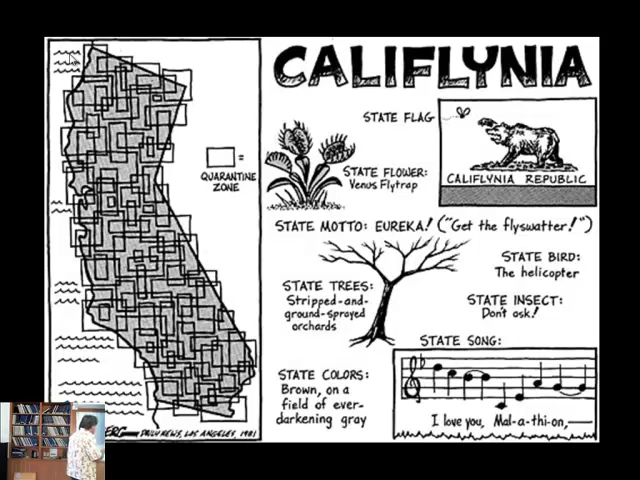 CALIFLYNIA
= QUARANTINE
ZONE
STATE FLAG
CALIFLYNIA REPUBLIC
STATE FLOWER:
Venus Flytrap
STATE MOTTO: EUREKA! ("Get the flyswatter!")
STATE BIRD:
The helicopter
STATE TREES:
Stripped-and-
ground-sprayed
orchards
STATE INSECT:
Don't ask!
STATE SONG:
I love you, Mal-a-thi-on,
STATE COLORS:
Brown, on a
field of ever-
darkening gray
DAILY NEWS, LOS ANGELES, 1981